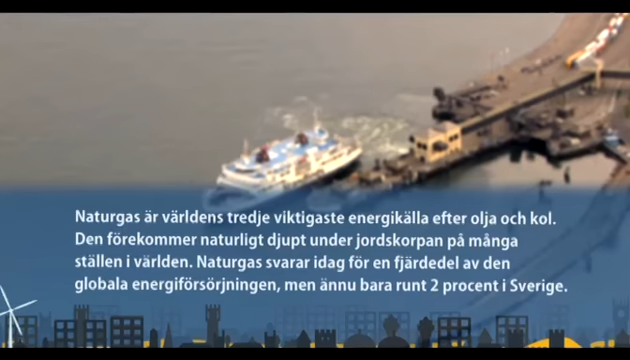 Naturgas är världens tredje viktigaste energikälla efter olja och kol.
Den förekommer naturligt djupt under jordskorpan på många
ställen i världen. Naturgas svarar idag för en fjärdedel av den
globala energiförsörjningen, men ännu bara runt 2 procent i Sverige.